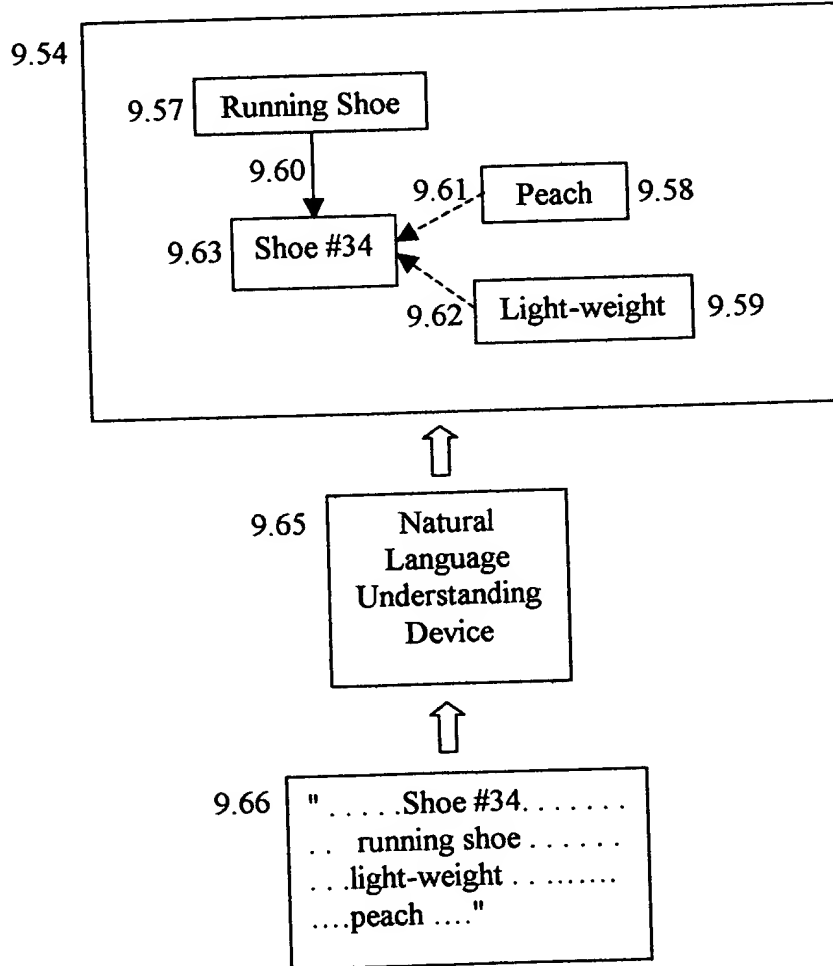 9.54
9.57 Running Shoe
9.60
9.61 Peach 9.58
9.63 Shoe #34
9.62 Light-weight 9.59
9.65 Natural
Language
Understanding
Device
9.66 " . . . . .Shoe #34. . . . . . .
. . running shoe . . . . . .
. . .light-weight . . .........
....peach ...."